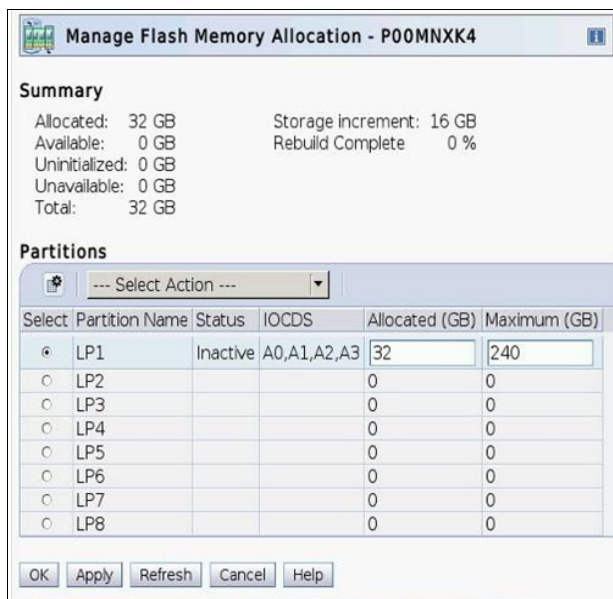 Manage Flash Memory Allocation - P00MNXK4
Summary
Allocated: 32 GB Storage increment: 16 GB
Available: 0 GB Rebuild Complete 0 %
Uninitialized: 0 GB
Unavailable: 0 GB
Total: 32 GB
Partitions
--- Select Action ---
Select Partition Name Status IOCDS Allocated (GB) Maximum (GB)
LP1 Inactive A0,A1,A2,A3 32 240
LP2 0 0
LP3 0 0
LP4 0 0
LP5 0 0
LP6 0 0
LP7 0 0
LP8 0 0
OK Apply Refresh Cancel Help